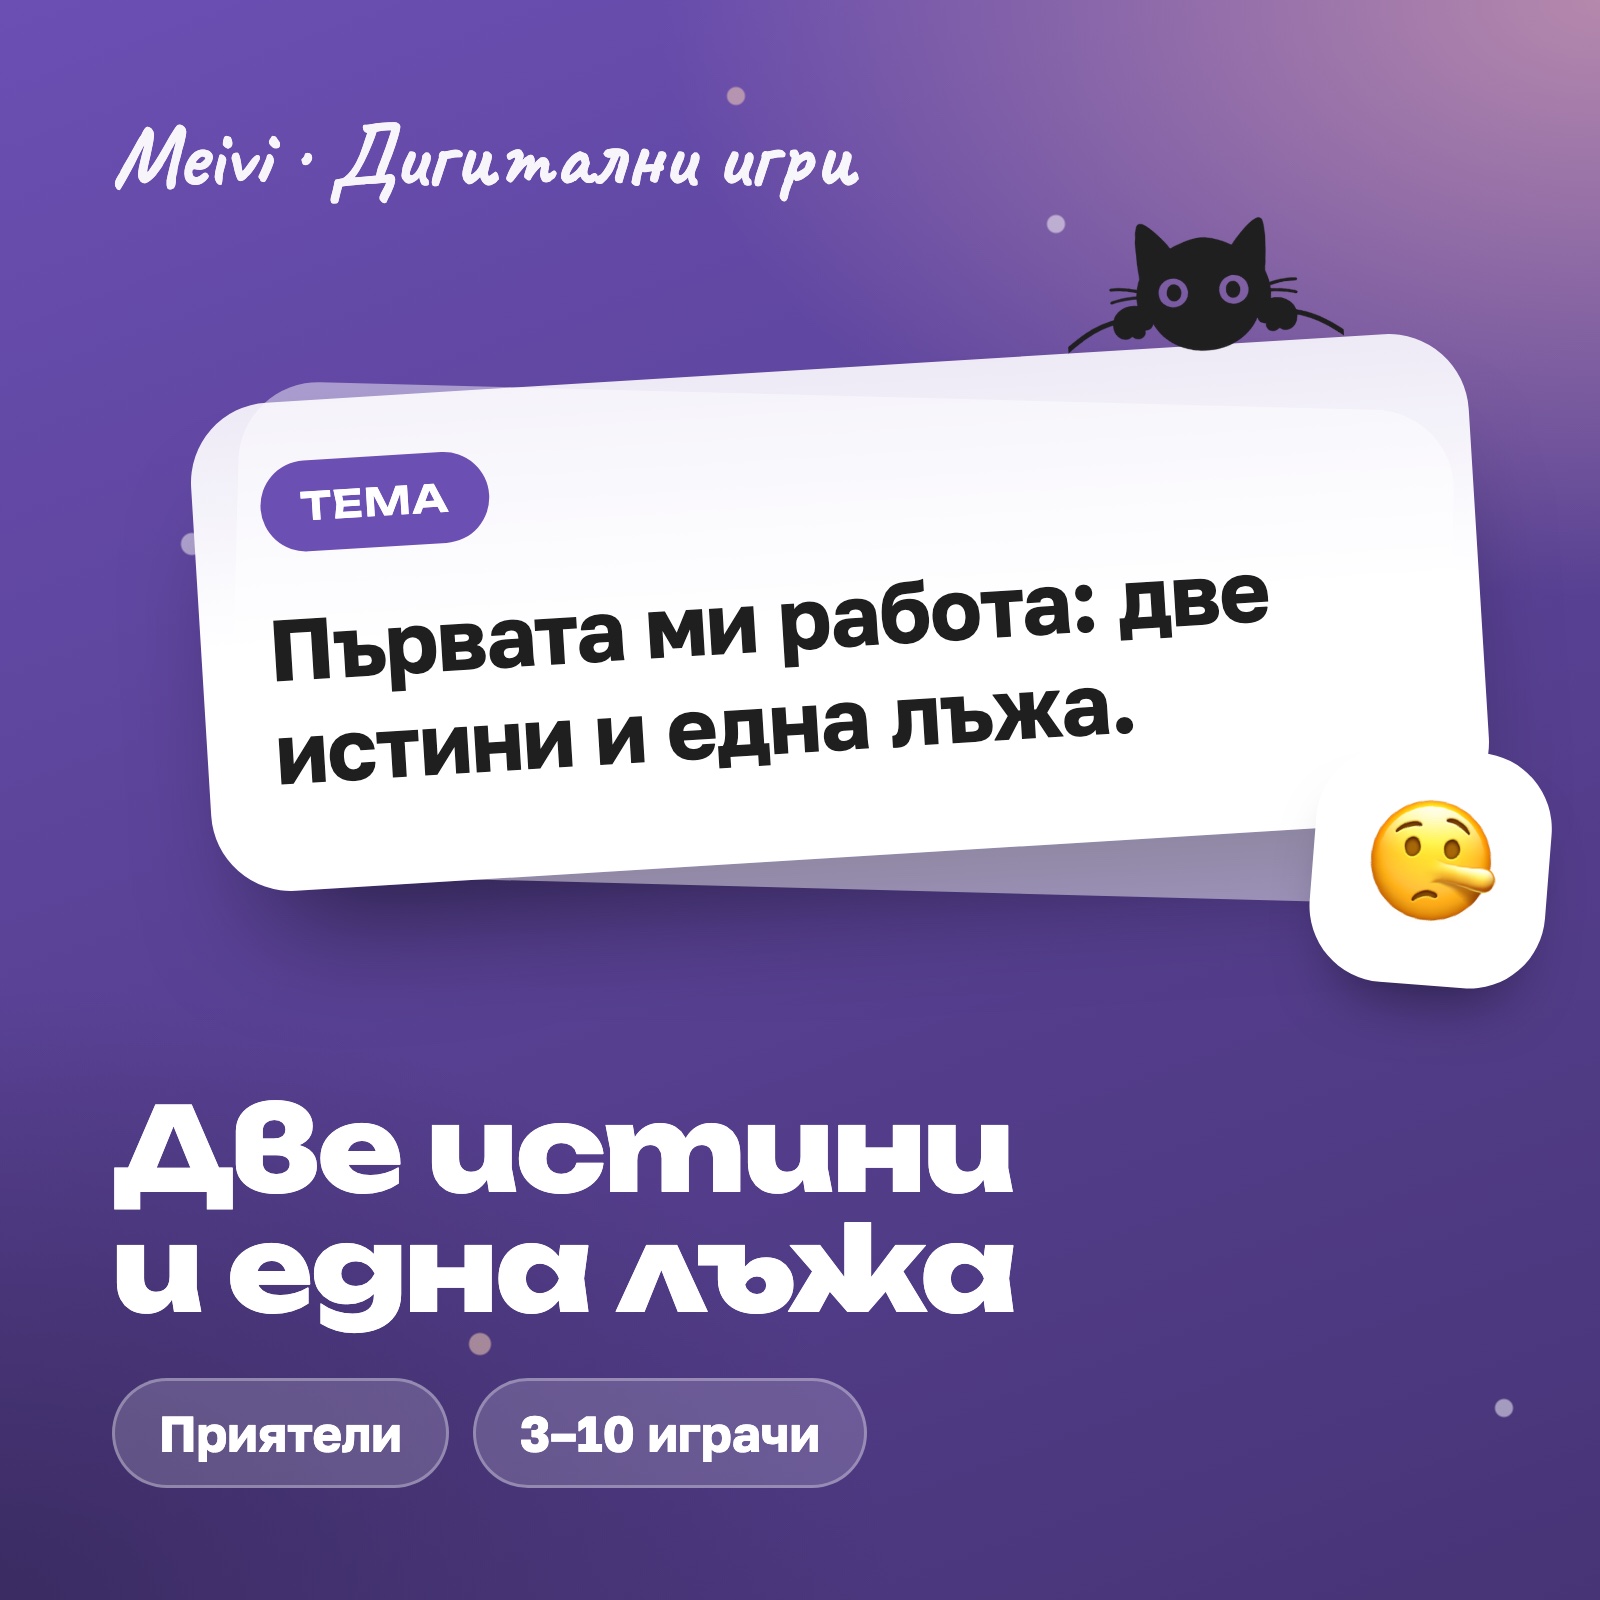 Meivi · Дигитални игри
ТЕМА
Първата ми работа: две
истини и една лъжа.
Две истини
и една лъжа
Приятели
3–10 играчи